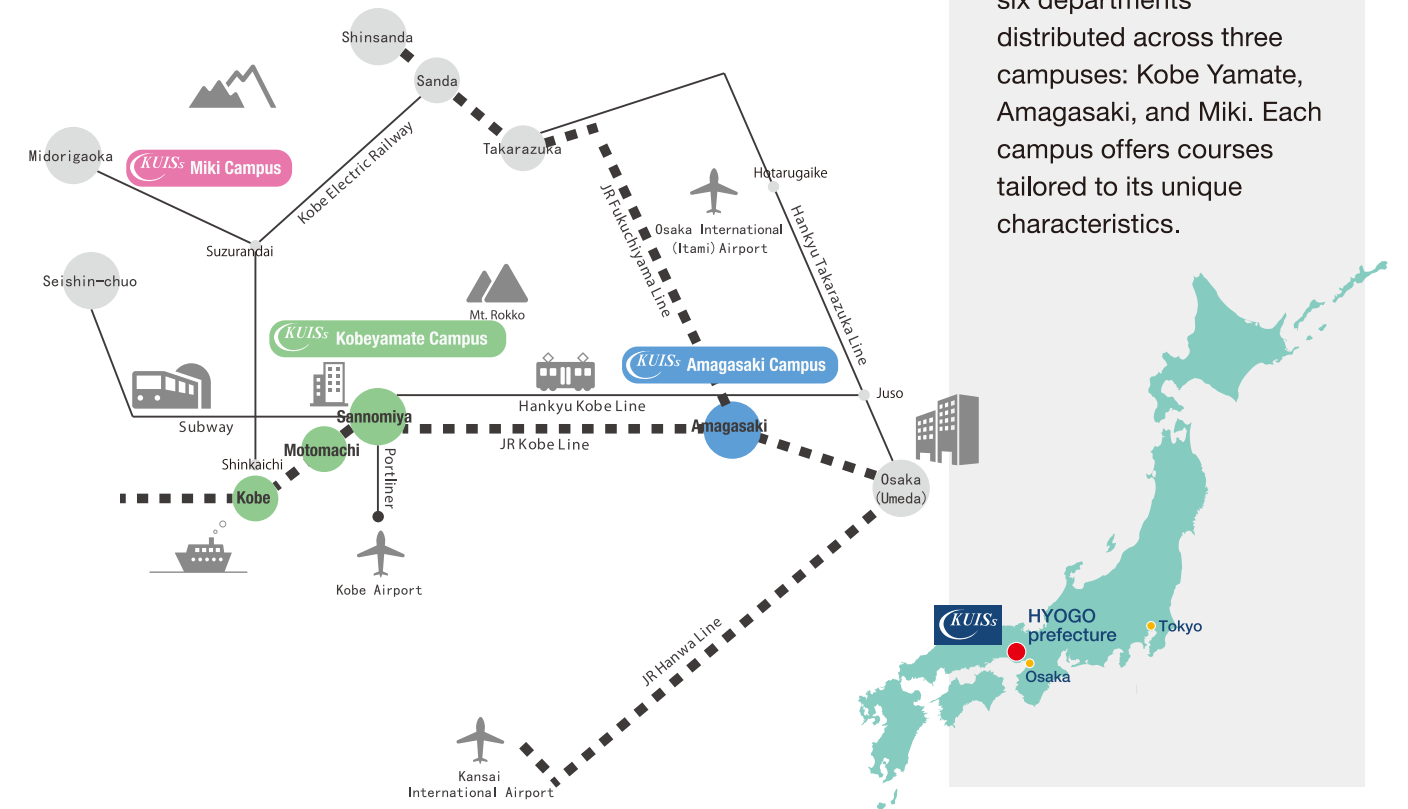 six departments
distributed across three
campuses: Kobe Yamate,
Amagasaki, and Miki. Each
campus offers courses
tailored to its unique
characteristics.
Shinsanda
Sanda
Midorigaoka
KUISs Miki Campus
Kobe Electric Railway
Takarazuka
JR Fukuchiyama Line
Hotarugaike
Osaka International
(Itami) Airport
Hankyu Takarazuka Line
Suzurandai
Seishin-chuo
Mt. Rokko
KUISs Kobeyamate Campus
KUISs Amagasaki Campus
Juso
Hankyu Kobe Line
Subway
Sannomiya
JR Kobe Line
Amagasaki
Motomachi
Portliner
Shinkaichi
Kobe
Osaka
(Umeda)
Kobe Airport
JR Hanwa Line
Kansai
International Airport
KUISs
HYOGO
prefecture
Tokyo
Osaka